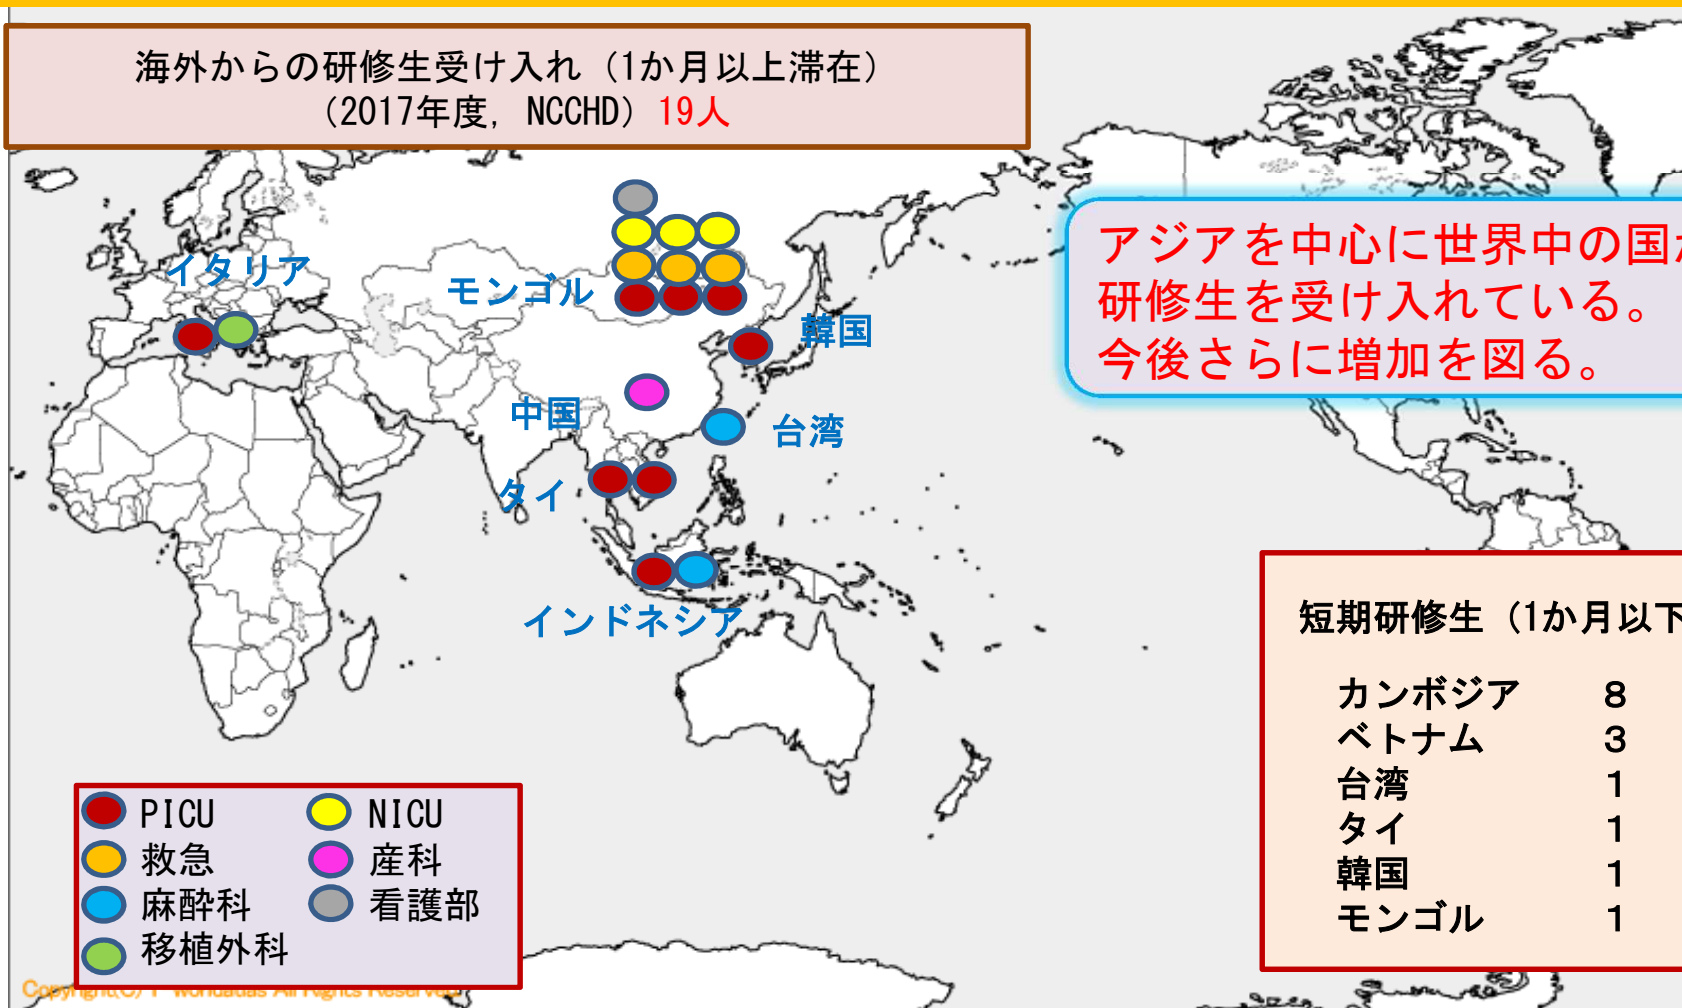 海外からの研修生受け入れ（1か月以上滞在）
（2017年度, NCCHD）19人
アジアを中心に世界中の国か
研修生を受け入れている。
今後さらに増加を図る。
イタリア
モンゴル
韓国
中国
台湾
タイ
インドネシア
短期研修生（1か月以下
カンボジア 8
ベトナム 3
台湾 1
タイ 1
韓国 1
モンゴル 1
PICU NICU
救急 産科
麻酔科 看護部
移植外科
Copyright(C) T-worldatlas All Rights Reserved